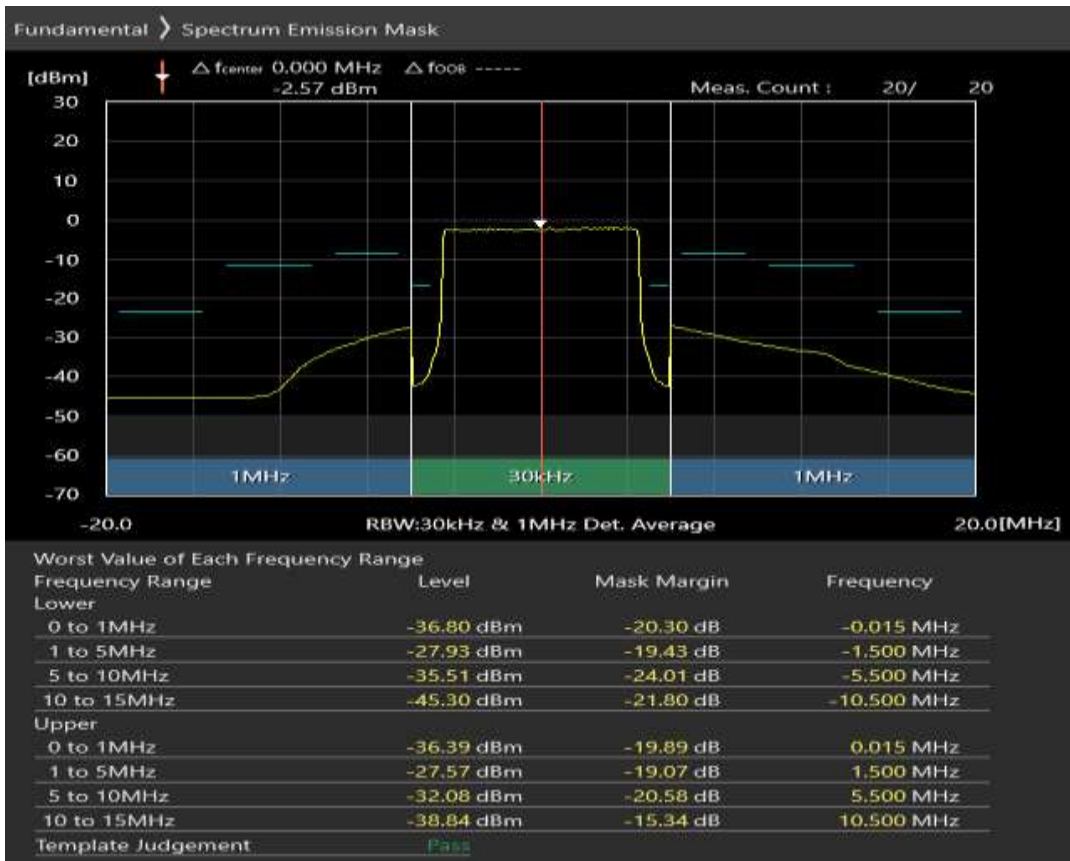 Fundamental 〉 Spectrum Emission Mask
[dBm] △ fcenter 0.000 MHz △ fOOB -----
-2.57 dBm Meas. Count : 20/ 20
30
20
10
0
-10
-20
-30
-40
-50
-60
1MHz 30kHz 1MHz
-70
-20.0 RBW:30kHz & 1MHz Det. Average 20.0[MHz]
Worst Value of Each Frequency Range
Frequency Range Level Mask Margin Frequency
Lower
0 to 1MHz -36.80 dBm -20.30 dB -0.015 MHz
1 to 5MHz -27.93 dBm -19.43 dB -1.500 MHz
5 to 10MHz -35.51 dBm -24.01 dB -5.500 MHz
10 to 15MHz -45.30 dBm -21.80 dB -10.500 MHz
Upper
0 to 1MHz -36.39 dBm -19.89 dB 0.015 MHz
1 to 5MHz -27.57 dBm -19.07 dB 1.500 MHz
5 to 10MHz -32.08 dBm -20.58 dB 5.500 MHz
10 to 15MHz -38.84 dBm -15.34 dB 10.500 MHz
Template Judgement Pass